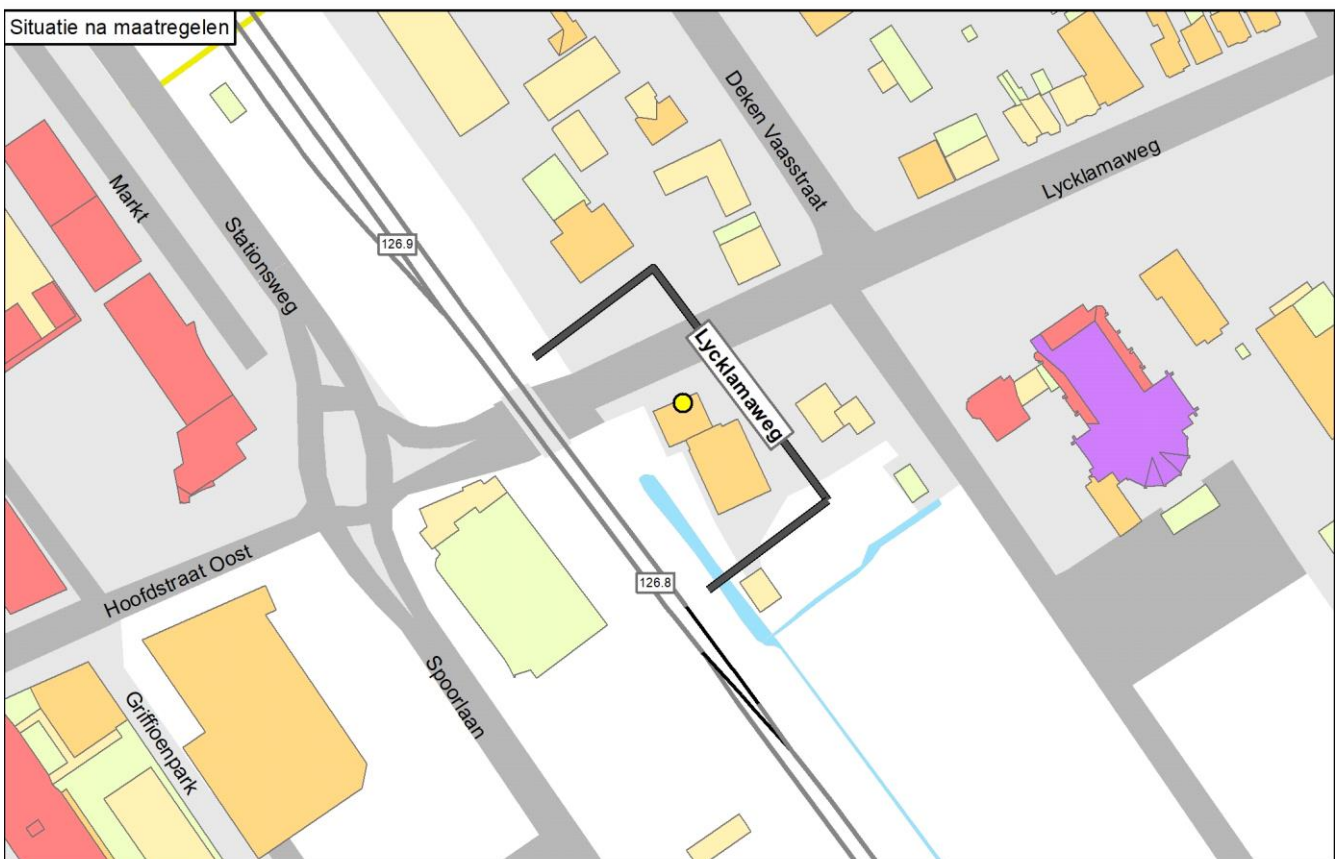 Situatie na maatregelen
Deken Vaasstraat
Lycklamaweg
Markt
Stationsweg
126.9
Lycklamaweg
126.8
Hoofdstraat Oost
Spoorlaan
Griffioenpark